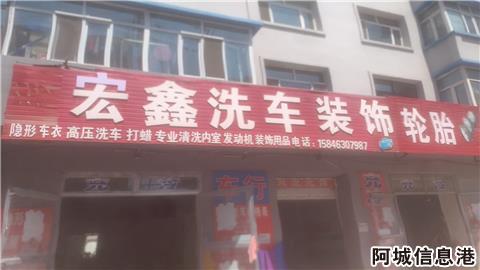 宏鑫洗车装饰轮胎
隐形车衣 高压洗车 打蜡 专业清洗内室 发动机 装饰用品 电话:15846307987
车行
阿城信息港